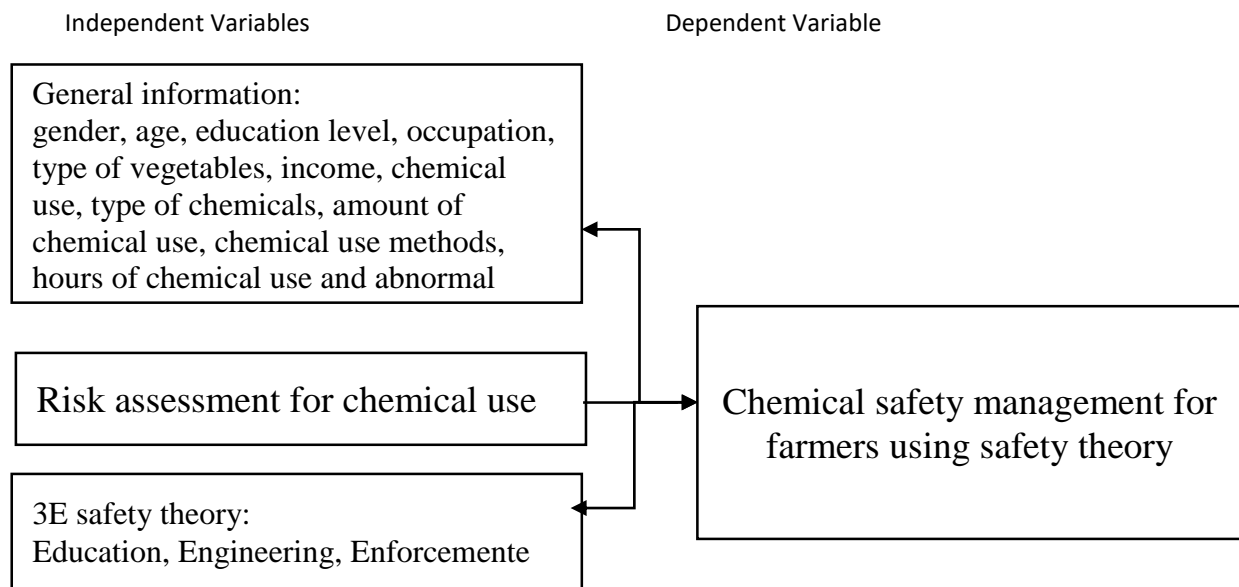 Independent Variables
Dependent Variable
General information:
gender, age, education level, occupation,
type of vegetables, income, chemical
use, type of chemicals, amount of
chemical use, chemical use methods,
hours of chemical use and abnormal
Risk assessment for chemical use
Chemical safety management for
farmers using safety theory
3E safety theory:
Education, Engineering, Enforcemente